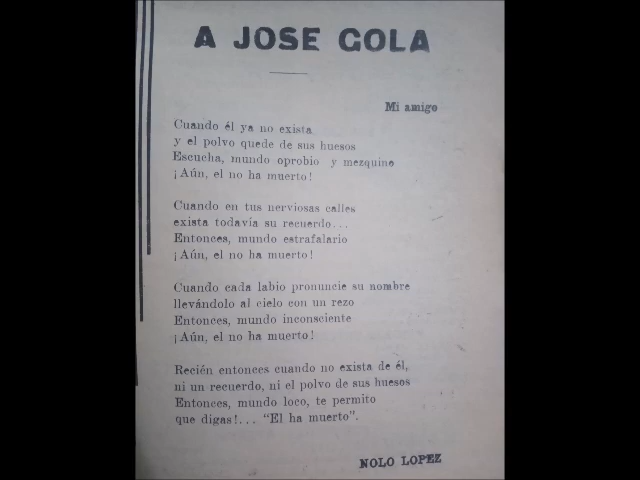 A JOSE GOLA
Mi amigo
Cuando él ya no exista
y el polvo quede de sus huesos
Escucha, mundo oprobio y mezquino
¡Aún, el no ha muerto!
Cuando en tus nerviosas calles
exista todavía su recuerdo...
Entonces, mundo estrafalario
¡Aún, el no ha muerto!
Cuando cada labio pronuncie su nombre
llevándolo al cielo con un rezo
Entonces, mundo inconsciente
¡Aún, el no ha muerto!
Recién entonces cuando no exista de él,
ni un recuerdo, ni el polvo de sus huesos
Entonces, mundo loco, te permito
que digas!... "El ha muerto".
NOLO LOPEZ